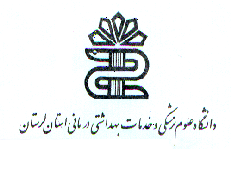 دانشگاه علوم پزشکی و خدمات بهداشتی درمانی استان لرستان